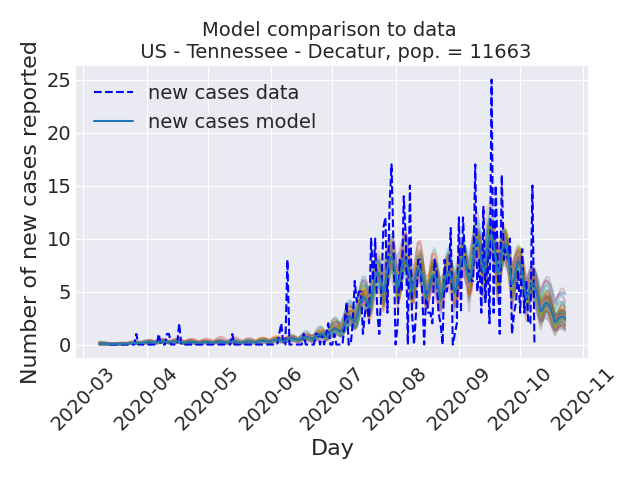 Model comparison to data
US - Tennessee - Decatur, pop. = 11663
Number of new cases reported
25
20
15
10
5
0
new cases data
new cases model
2020-03
2020-04
2020-05
2020-06
2020-07
2020-08
2020-09
2020-10
2020-11
Day